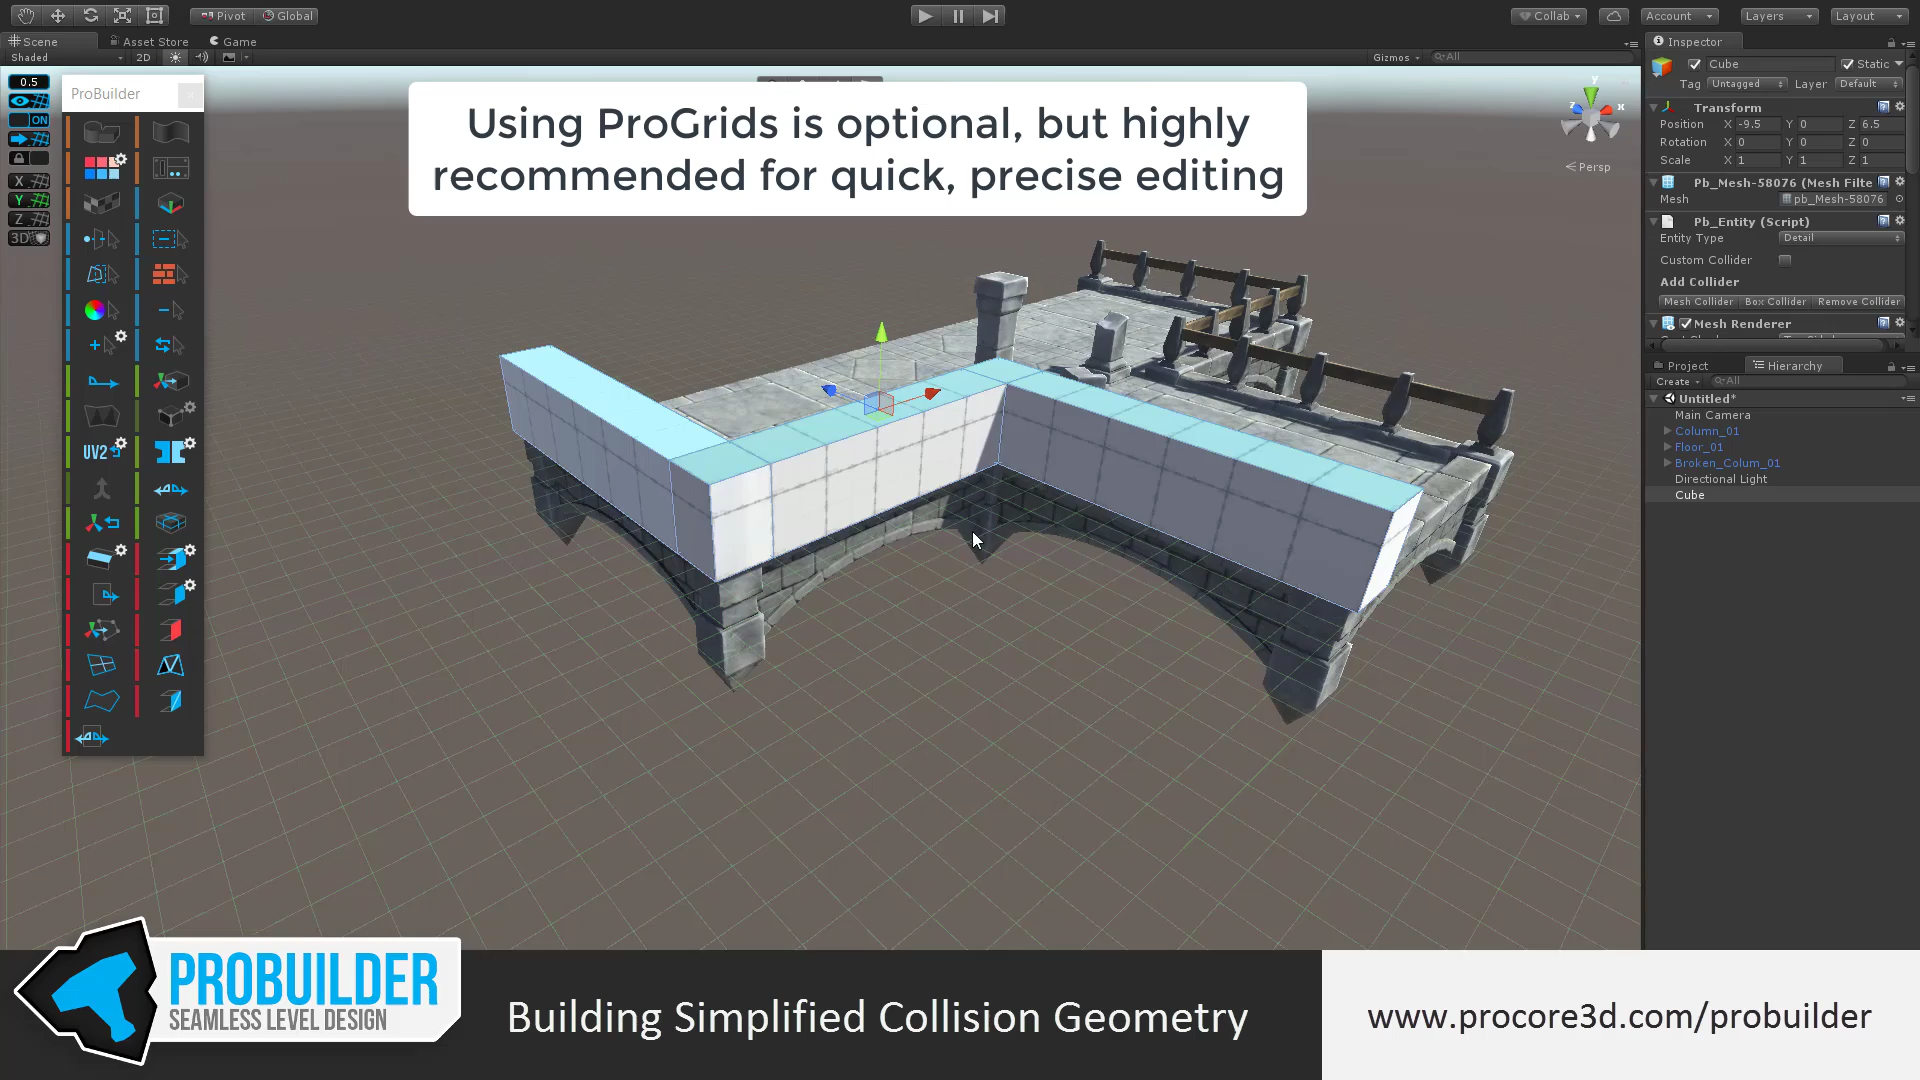 Pivot
Global
Collab
Account
Layers
Layout
Scene
Asset Store
Game
Inspector
Shaded
2D
Gizmos
All
0.5
ON
X
Y
Z
3D
ProBuilder
UV2
Using ProGrids is optional, but highly
recommended for quick, precise editing
y
z
x
Persp
Cube
Static
Tag Untagged Layer Default
Transform
Position X -9.5 Y 0 Z 6.5
Rotation X 0 Y 0 Z 0
Scale X 1 Y 1 Z 1
Pb_Mesh-58076 (Mesh Filte
Mesh pb_Mesh-58076
Pb_Entity (Script)
Entity Type Detail
Custom Collider
Add Collider
Mesh Collider Box Collider Remove Collider
Mesh Renderer
Project
Hierarchy
Create All
Untitled*
Main Camera
Column_01
Floor_01
Broken_Colum_01
Directional Light
Cube
PROBUILDER
SEAMLESS LEVEL DESIGN
Building Simplified Collision Geometry
www.procore3d.com/probuilder